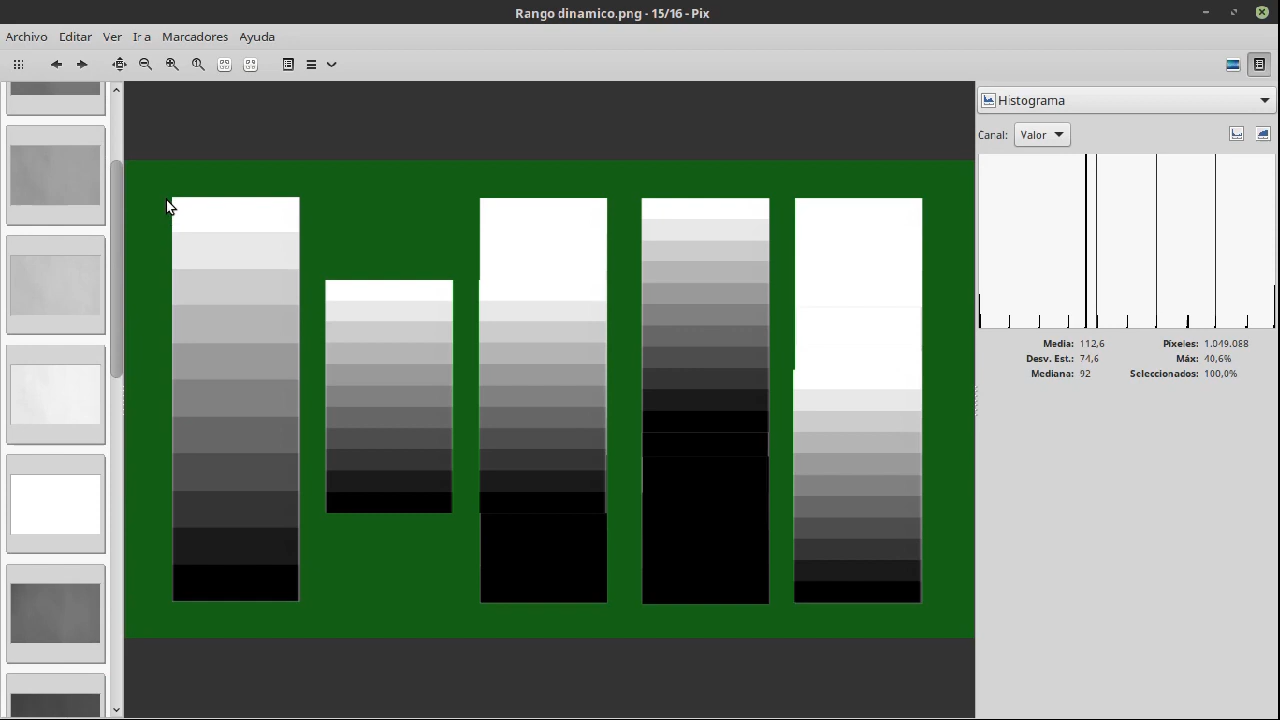 Rango dinamico.png - 15/16 - Pix
Archivo Editar Ver Ir a Marcadores Ayuda
Histograma
Canal: Valor
Media: 112,6 Píxeles: 1.049.088
Desv. Est.: 74,6 Máx: 40,6%
Mediana: 92 Seleccionados: 100,0%